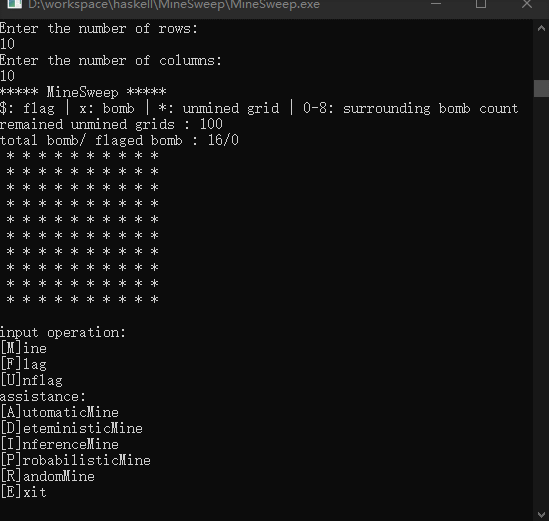 D:\workspace\haskell\MineSweep\MineSweep.exe
Enter the number of rows:
10
Enter the number of columns:
10
***** MineSweep *****
$: flag | x: bomb | *: unmined grid | 0-8: surrounding bomb count
remained unmined grids : 100
total bomb/ flaged bomb : 16/0
* * * * * * * * * *
* * * * * * * * * *
* * * * * * * * * *
* * * * * * * * * *
* * * * * * * * * *
* * * * * * * * * *
* * * * * * * * * *
* * * * * * * * * *
* * * * * * * * * *
* * * * * * * * * *
input operation:
[M]ine
[F]lag
[U]nflag
assistance:
[A]utomaticMine
[D]eteministicMine
[I]nferenceMine
[P]robabilisticMine
[R]andomMine
[E]xit